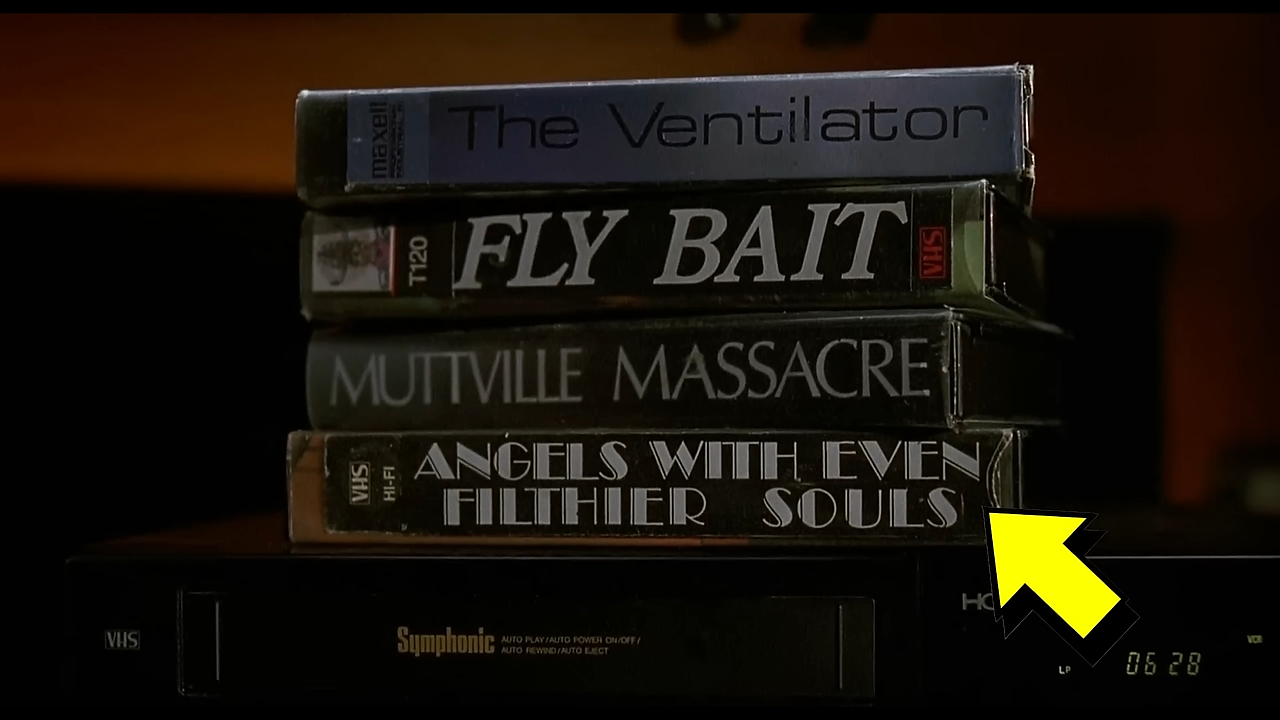 maxell
The Ventilator
T120
FLY BAIT
VHS
MUTTVILLE MASSACRE
VHS
HI-FI
ANGELS WITH EVEN
FILTHIER SOULS
VHS
Symphonic
AUTO PLAY/AUTO POWER ON/OFF/
AUTO REWIND/AUTO EJECT
LP
VCR
06 28